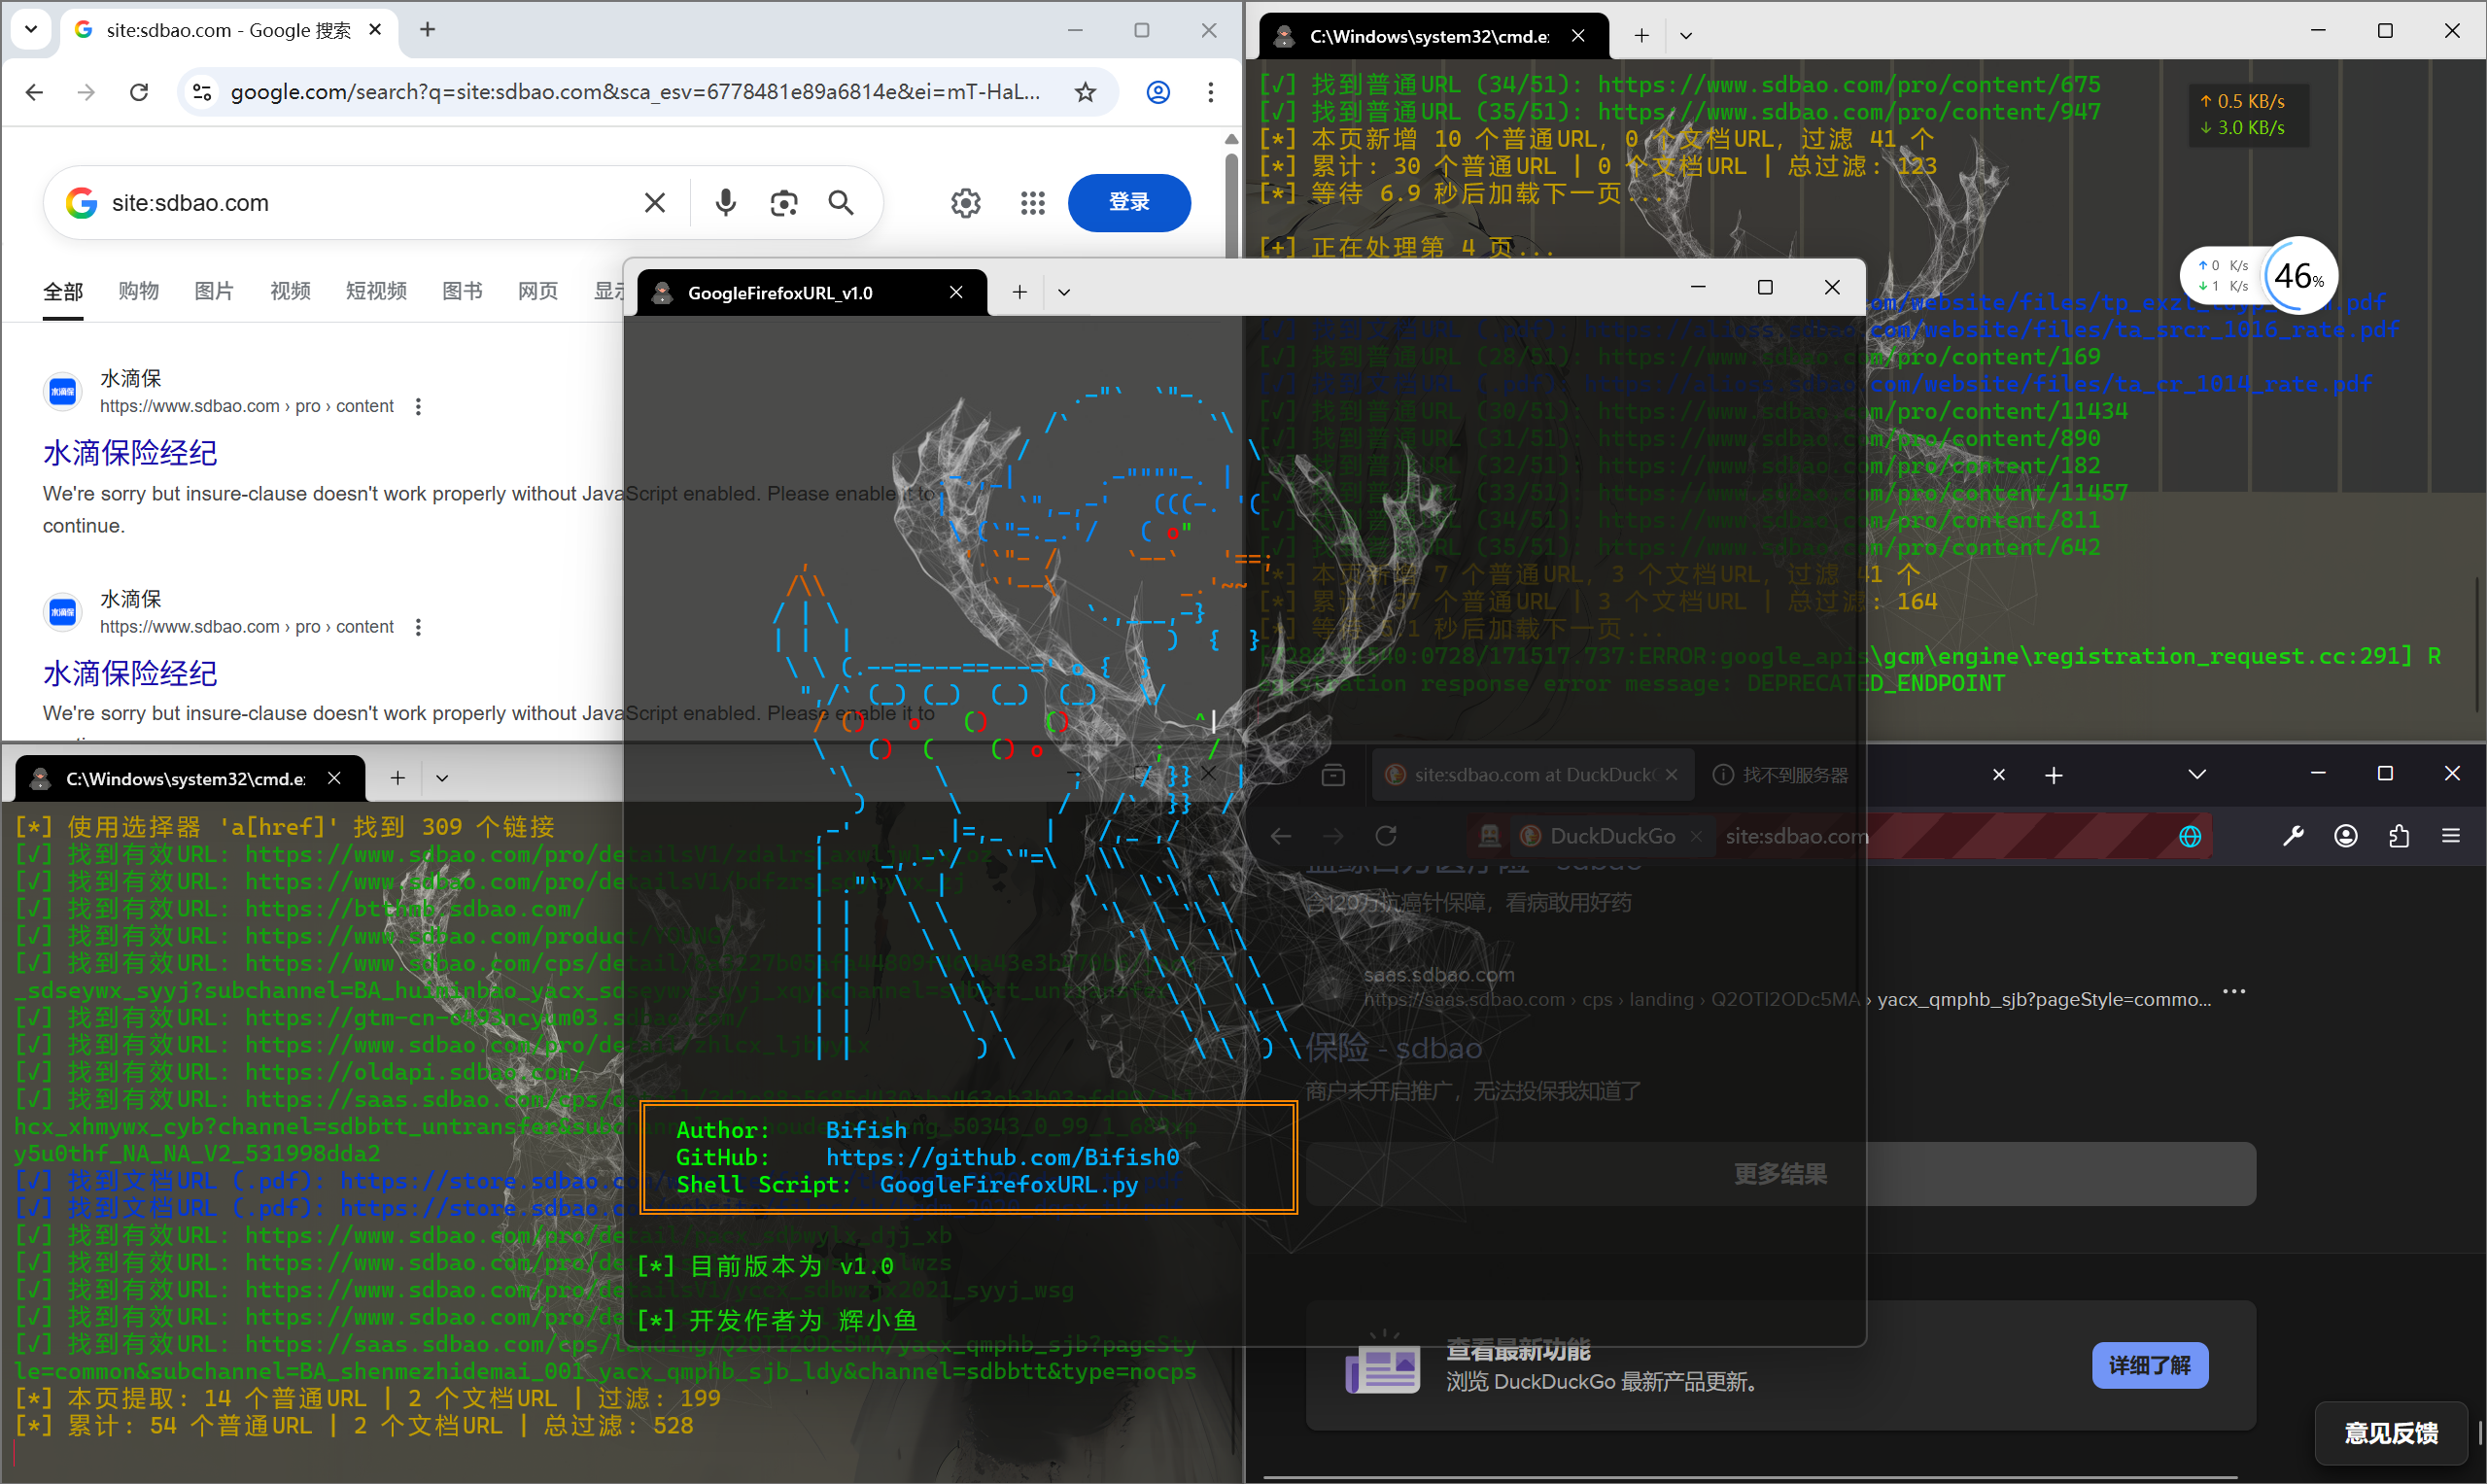 site:sdbao.com - Google 搜索
google.com/search?q=site:sdbao.com&sca_esv=6778481e89a6814e&ei=mT-HaL...
site:sdbao.com
登录
全部 购物 图片 视频 短视频 图书 网页
水滴保
https://www.sdbao.com › pro › content
水滴保险经纪
We're sorry but insure-clause doesn't work properly without JavaScript enabled. Please enable it to
continue.
水滴保
https://www.sdbao.com › pro › content
水滴保险经纪
We're sorry but insure-clause doesn't work properly without JavaScript enabled. Please enable it to
C:\Windows\system32\cmd.e
[√] 找到普通URL (34/51): https://www.sdbao.com/pro/content/675
[√] 找到普通URL (35/51): https://www.sdbao.com/pro/content/947
[*] 本页新增 10 个普通URL, 0 个文档URL, 过滤 41 个
[*] 累计: 30 个普通URL | 0 个文档URL | 总过滤: 123
[*] 等待 6.9 秒后加载下一页...
[+] 正在处理第 4 页...
↑ 0.5 KB/s
↓ 3.0 KB/s
↑ 0 K/s
↓ 1 K/s
46%
om/website/files/ta_srcr_1016_rate.pdf
[√] 找到普通URL (28/51): https://www.sdbao.com/pro/content/169
com/website/files/ta_cr_1014_rate.pdf
[√] 找到普通URL (30/51): https://www.sdbao.com/pro/content/11434
[√] 找到普通URL (31/51): https://www.sdbao.com/pro/content/890
[√] 找到普通URL (32/51): https://www.sdbao.com/pro/content/182
[√] 找到普通URL (33/51): https://www.sdbao.com/pro/content/11457
[√] 找到普通URL (34/51): https://www.sdbao.com/pro/content/811
[√] 找到普通URL (35/51): https://www.sdbao.com/pro/content/642
[*] 本页新增 7 个普通URL, 3 个文档URL, 过滤 41 个
[*] 累计: 37 个普通URL | 3 个文档URL | 总过滤: 164
秒后加载下一页...
:0728/171517.737:ERROR:google_apis\gcm\engine\registration_request.cc:291] R
egistration response error message: DEPRECATED_ENDPOINT
GoogleFirefoxURL_v1.0
Author: Bifish
GitHub: https://github.com/Bifish0
Shell Script: GoogleFirefoxURL.py
[*] 目前版本为 v1.0
[*] 开发作者为 辉小鱼
C:\Windows\system32\cmd.e
[*] 使用选择器 'a[href]' 找到 309 个链接
[√] 找到有效URL: https://www.sdbao.com/pro/detailsV1/
[√] 找到有效URL: https://www.sdbao.com/pro/detailsV1/
[√] 找到有效URL: https://btthmb.sdbao.com/
[√] 找到有效URL: https://www.sdbao.com/product/
[√] 找到有效URL: https://www.sdbao.com/cps/detail/
_sdseywx_syyj?subchannel=BA_huiminbao_yacx_sdseywx_syyj_xqy&channel=sdbbtt_untransfer
[√] 找到有效URL:
[√] 找到有效URL: https://www.sdbao.com/pro/
[√] 找到有效URL: https://oldapi.sdbao.com/
[√] 找到有效URL: https://saas.sdbao.com/cps/
hcx_xhmywx_cyb?channel=sdbbtt_untransfer&subchan
y5u0thf_NA_NA_V2_531998dda2
[√] 找到文档URL (.pdf): https://store.sdbao.co
[√] 找到文档URL (.pdf): https://store.sdbao.co
[√] 找到有效URL: https://www.sdbao.com/pro/detail/pacx_sdbwylx_djj_xb
[√] 找到有效URL: https://www.sdbao.com/pro/
[√] 找到有效URL: https://www.sdbao.com/pro/detailsV1/yccx_sdbwzjx2021_syyj_wsg
[√] 找到有效URL: https://www.sdbao.com/pro/
[√] 找到有效URL: https://saas.sdbao.com/cps/landing/Q2OTI2ODc5MA/yacx_qmphb_sjb?pageSty
le=common&subchannel=BA_shenmezhidemai_001_yacx_qmphb_sjb_ldy&channel=sdbbtt&type=nocps
[*] 本页提取: 14 个普通URL | 2 个文档URL | 过滤: 199
[*] 累计: 54 个普通URL | 2 个文档URL | 总过滤: 528
site:sdbao.com at DuckDuckG
找不到服务器
DuckDuckGo
site:sdbao.com
含120万抗癌针保障，看病敢用好药
saas.sdbao.com
https://saas.sdbao.com › cps › landing › Q2OTI2ODc5MA › yacx_qmphb_sjb?pageStyle=commo...
保险 - sdbao
商户未开启推广，无法投保我知道了
更多结果
查看最新功能
浏览 DuckDuckGo 最新产品更新。
详细了解
意见反馈